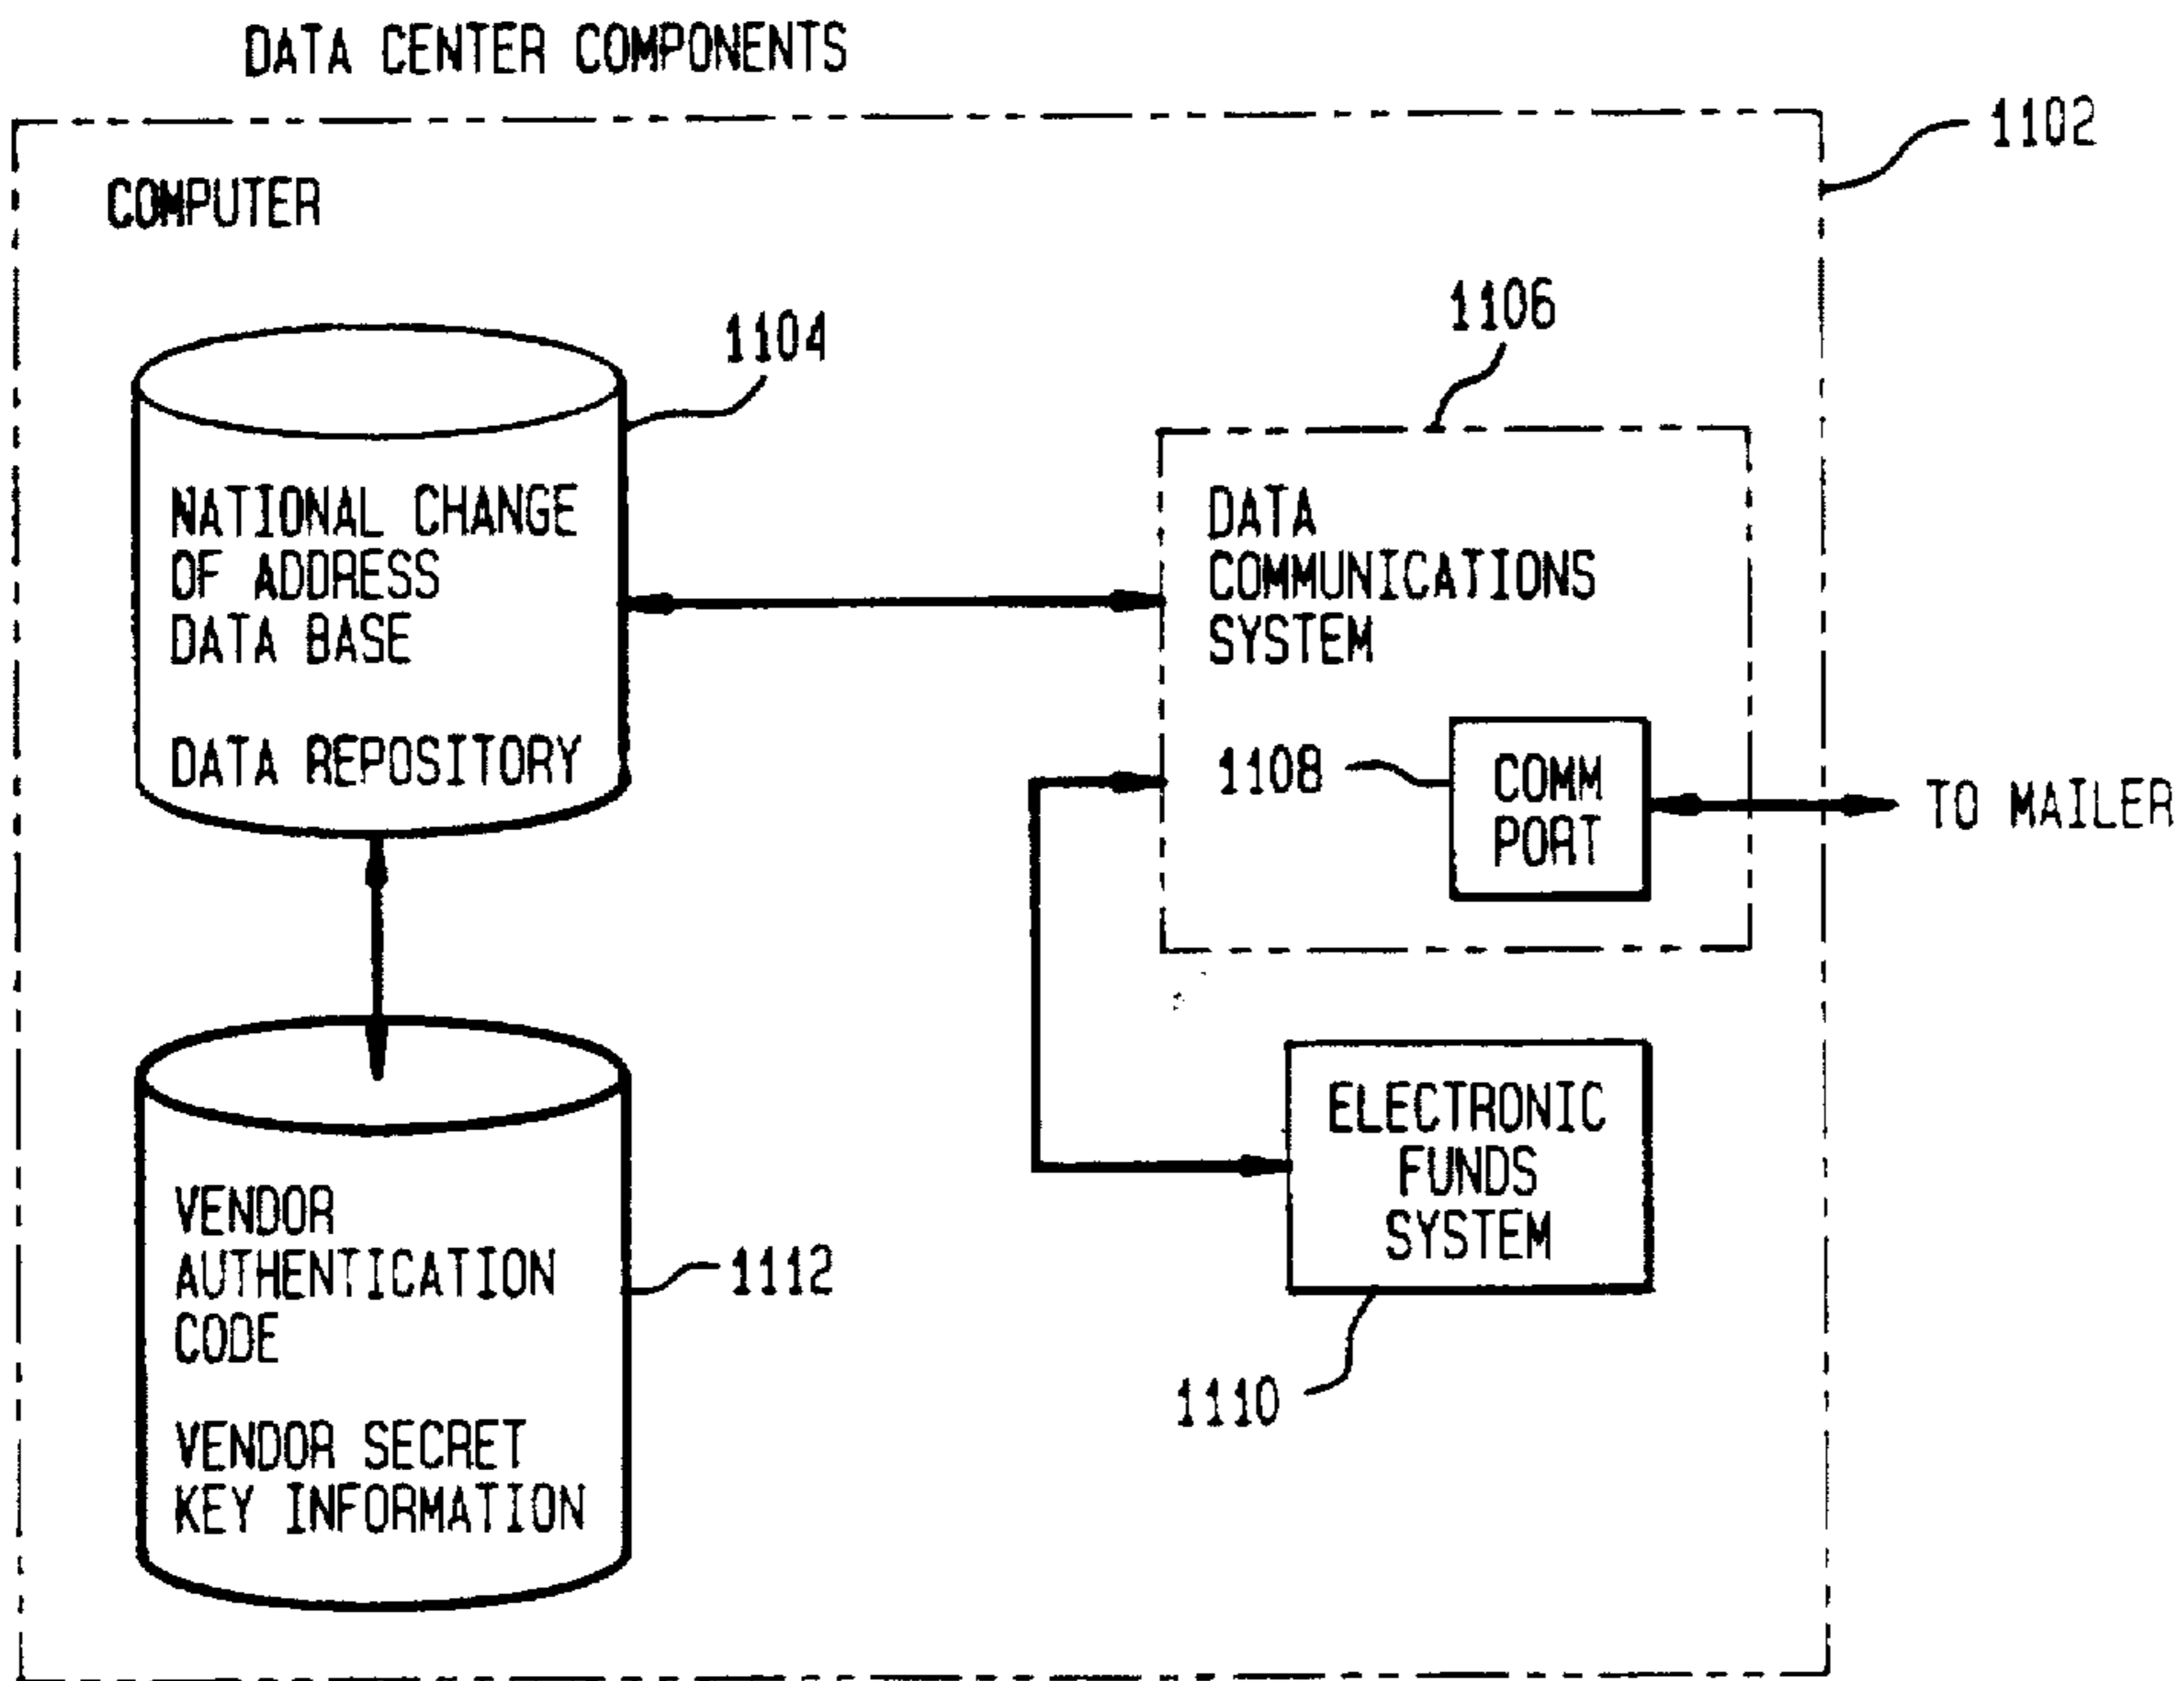 DATA CENTER COMPONENTS
1102
COMPUTER
1104
1106
NATIONAL CHANGE
OF ADDRESS
DATA BASE
DATA REPOSITORY
DATA
COMMUNICATIONS
SYSTEM
1108
COMM
PORT
TO MAILER
VENDOR
AUTHENTICATION
CODE
VENDOR SECRET
KEY INFORMATION
1112
ELECTRONIC
FUNDS
SYSTEM
1110